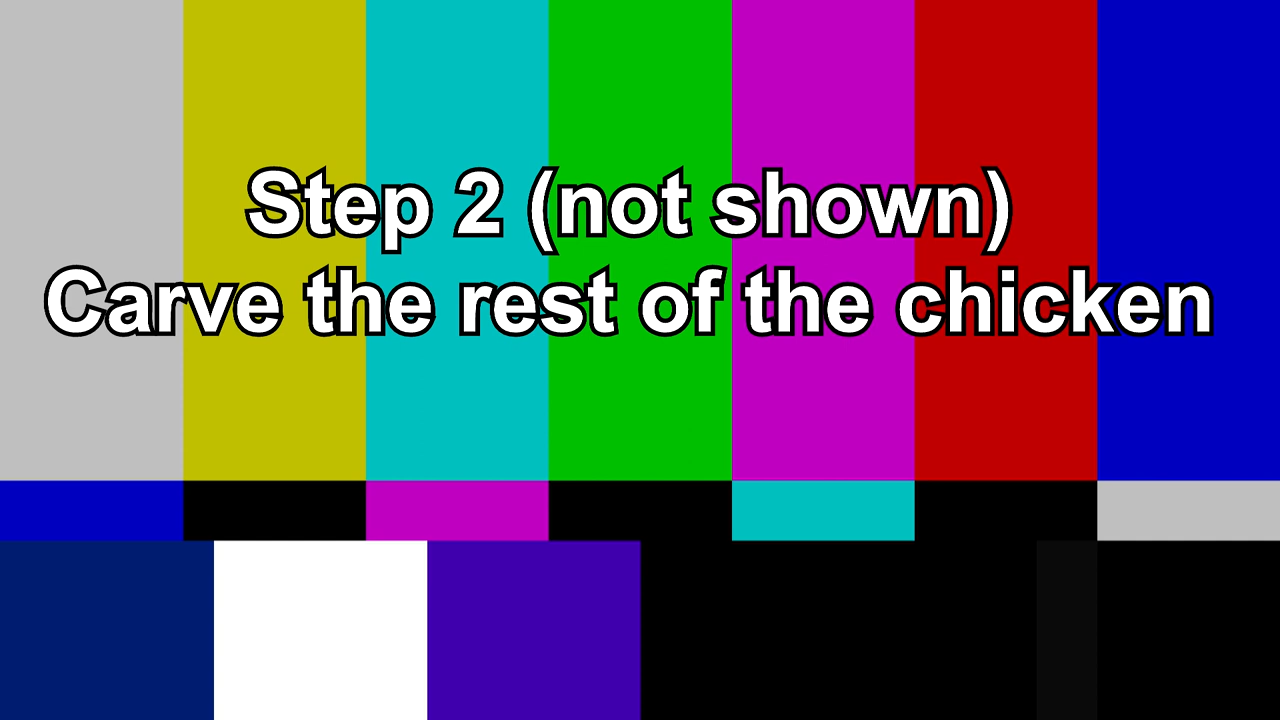 Step 2 (not shown)
Carve the rest of the chicken